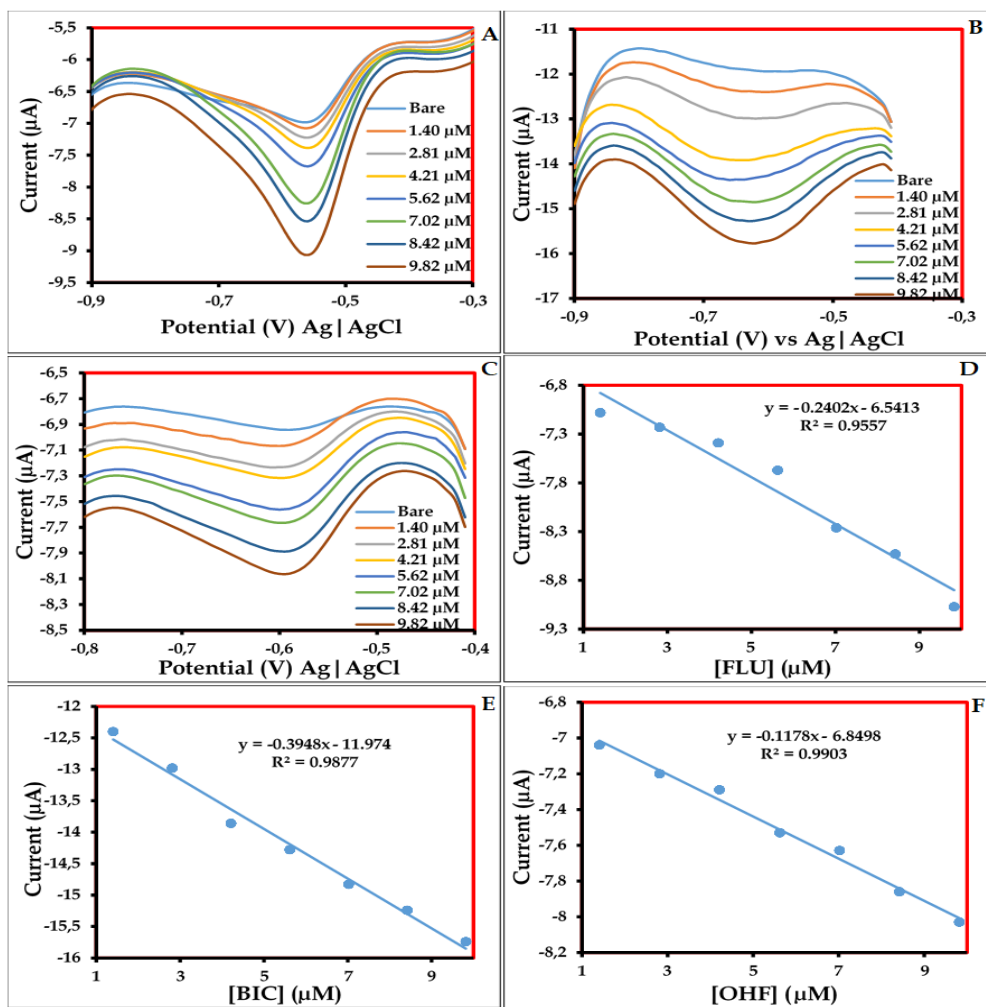 A
-5,5
-6
-6,5
-7
-7,5
-8
-8,5
-9
-9,5
Current (µA)
Bare
1.40 µM
2.81 µM
4.21 µM
5.62 µM
7.02 µM
8.42 µM
9.82 µM
-0,9 -0,7 -0,5 -0,3
Potential (V) Ag|AgCl
B
-11
-12
-13
-14
-15
-16
-17
Current (µA)
Bare
1.40 µM
2.81 µM
4.21 µM
5.62 µM
7.02 µM
8.42 µM
9.82 µM
-0,9 -0,7 -0,5 -0,3
Potential (V) vs Ag|AgCl
C
-6,5
-6,7
-6,9
-7,1
-7,3
-7,5
-7,7
-7,9
-8,1
-8,3
-8,5
Current (µA)
Bare
1.40 µM
2.81 µM
4.21 µM
5.62 µM
7.02 µM
8.42 µM
9.82 µM
-0,8 -0,7 -0,6 -0,5 -0,4
Potential (V) Ag|AgCl
D
-6,8
-7,3
-7,8
-8,3
-8,8
-9,3
Current (µA)
y = -0.2402x - 6.5413
R² = 0.9557
1 3 5 7 9
[FLU] (µM)
E
-12
-12,5
-13
-13,5
-14
-14,5
-15
-15,5
-16
Current (µA)
y = -0.3948x - 11.974
R² = 0.9877
1 3 5 7 9
[BIC] (µM)
F
-6,8
-7
-7,2
-7,4
-7,6
-7,8
-8
-8,2
Current (µA)
y = -0.1178x - 6.8498
R² = 0.9903
1 3 5 7 9
[OHF] (µM)